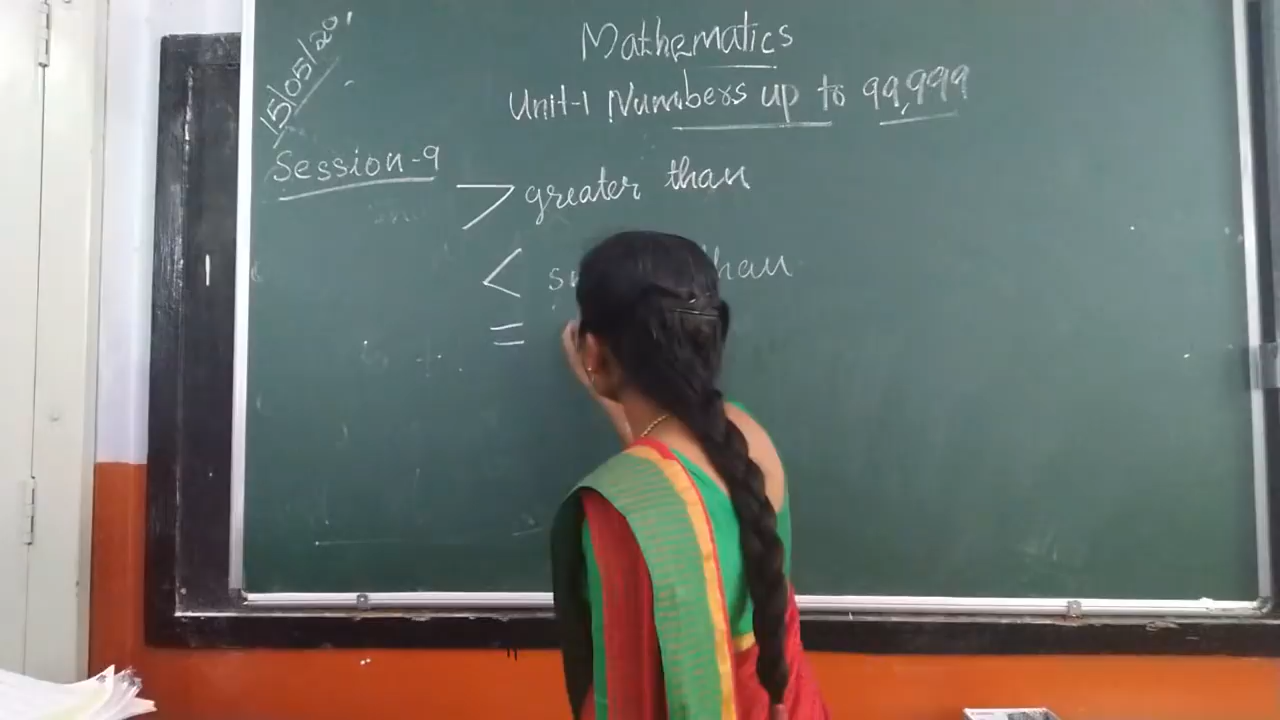 15/05/20
Mathematics
Unit-1 Numbers up to 99,999
Session-9
> greater than
< than
=